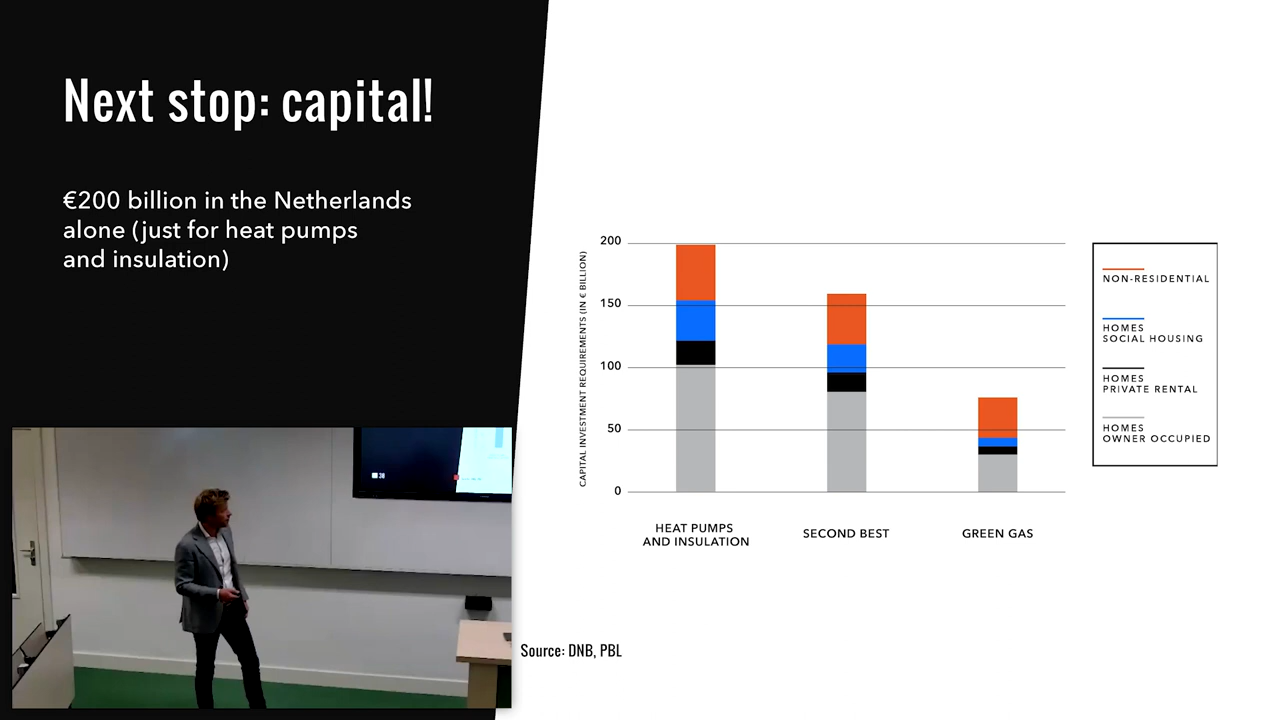 Next stop: capital!
€200 billion in the Netherlands
alone (just for heat pumps
and insulation)
CAPITAL INVESTMENT REQUIREMENTS (IN € BILLION)
200
150
100
50
0
HEAT PUMPS
AND INSULATION
SECOND BEST
GREEN GAS
NON-RESIDENTIAL
HOMES
SOCIAL HOUSING
HOMES
PRIVATE RENTAL
HOMES
OWNER OCCUPIED
38
Source: DNB, PBL